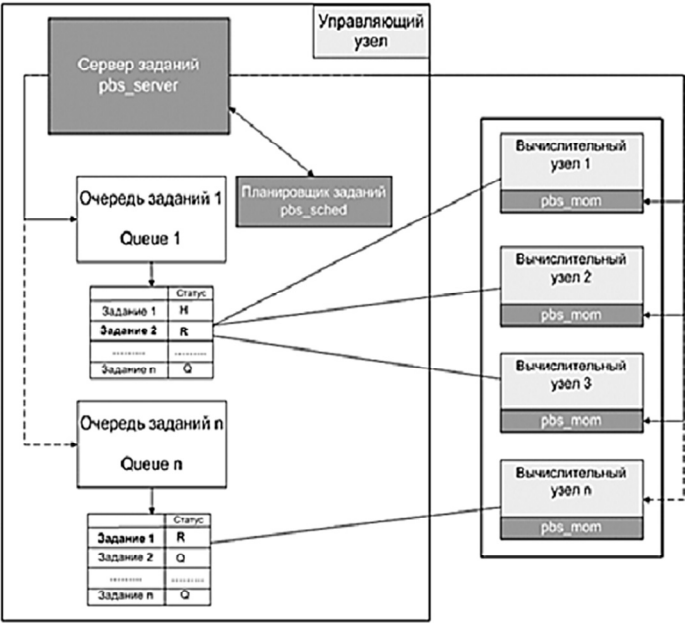 Управляющий
узел
Сервер заданий
pbs_server
Планировщик заданий
pbs_sched
Очередь заданий 1
Queue 1
Статус
Задание 1 H
Задание 2 R
......... .........
Задание n Q
Очередь заданий n
Queue n
Статус
Задание 1 R
Задание 2 Q
......... .........
Задание n Q
Вычислительный
узел 1
pbs_mom
Вычислительный
узел 2
pbs_mom
Вычислительный
узел 3
pbs_mom
Вычислительный
узел n
pbs_mom